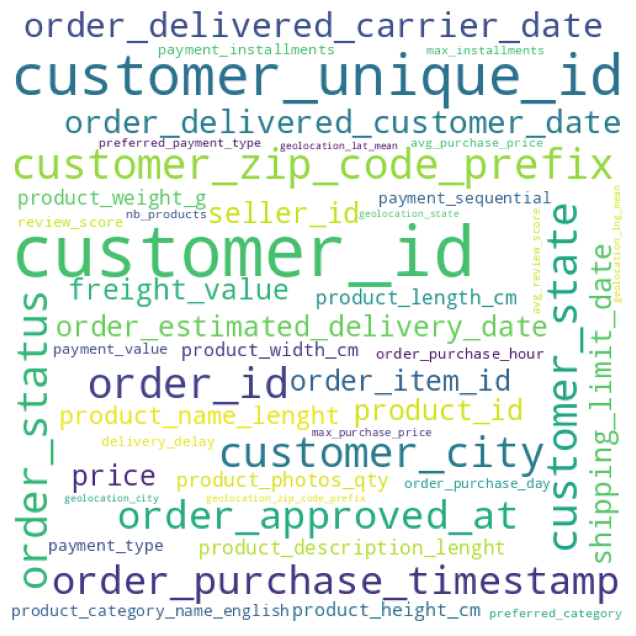 order_delivered_carrier_date
payment_installments
max_installments
customer_unique_id
order_delivered_customer_date
preferred_payment_type
geolocation_lat_mean
avg_purchase_price
customer_zip_code_prefix
product_weight_g
payment_sequential
review_score
nb_products
seller_id
geolocation_state
avg_review_score
geolocation_lng_mean
customer_id
customer_state
shipping_limit_date
freight_value
product_length_cm
order_status
order_estimated_delivery_date
payment_value
product_width_cm
order_purchase_hour
order_id
order_item_id
product_name_lenght
product_id
max_purchase_price
delivery_delay
customer_city
price
product_photos_qty
order_purchase_day
geolocation_city
geolocation_zip_code_prefix
order_approved_at
payment_type
product_description_lenght
order_purchase_timestamp
product_category_name_english
product_height_cm
preferred_category